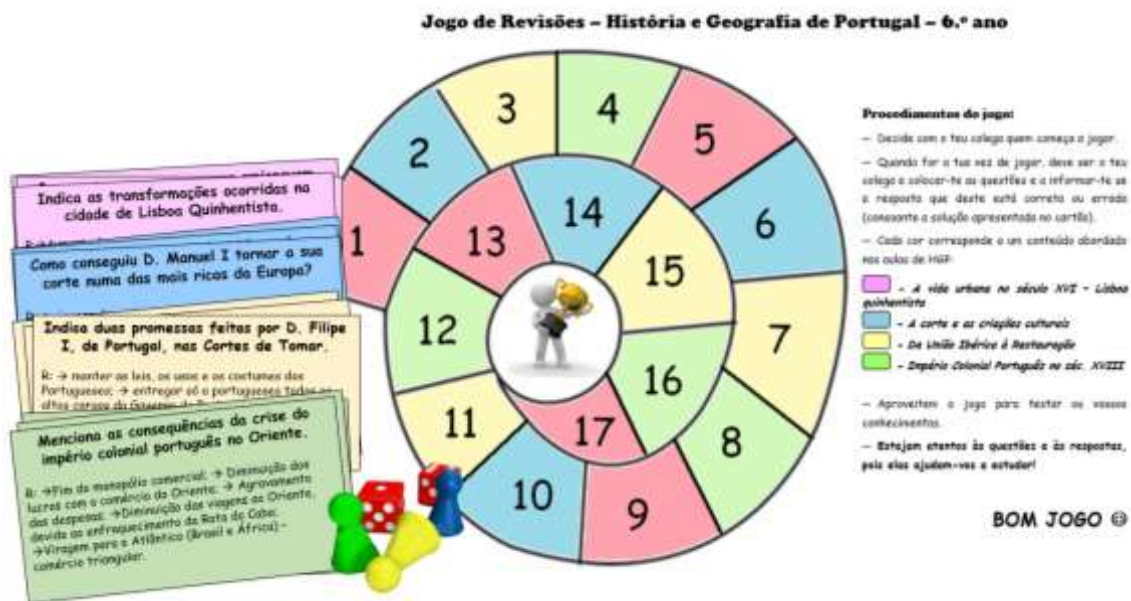 Jogo de Revisões – História e Geografia de Portugal – 6.º ano
Indica as transformações ocorridas na
cidade de Lisboa Quinhentista.
Como conseguiu D. Manuel I tornar a sua
corte numa das mais ricas da Europa?
Indica duas promessas feitas por D. Filipe
I, de Portugal, nas Cortes de Tomar.
R: → manter as leis, os usos e os costumes dos
Portugueses; → entregar só a portugueses todos os
altos cargos do Governo do
Menciona as consequências da crise do
império colonial português no Oriente.
R: →Fim do monopólio comercial; → Diminuição dos
lucros com o comércio do Oriente; → Agravamento
das despesas; →Diminuição das viagens ao Oriente,
devido ao enfraquecimento da Rota do Cabo;
→Viragem para o Atlântico (Brasil e África) –
comércio triangular.
1
2
3
4
5
6
7
8
9
10
11
12
13
14
15
16
17
Procedimentos do jogo:
– Decide com o teu colega quem começa a jogar.
– Quando for a tua vez de jogar, deve ser o teu
colega a colocar-te as questões e a informar-te se
a resposta que deste está correta ou errada
(consoante a solução apresentada no cartão).
– Cada cor corresponde a um conteúdo abordado
nas aulas de HGP:
- A vida urbana no século XVI – Lisboa
quinhentista
- A corte e as criações culturais
- Da União Ibérica à Restauração
- Império Colonial Português no séc. XVIII
– Aproveitem o jogo para testar os vossos
conhecimentos.
– Estejam atentos às questões e às respostas,
pois elas ajudam-vos a estudar!
BOM JOGO ☺